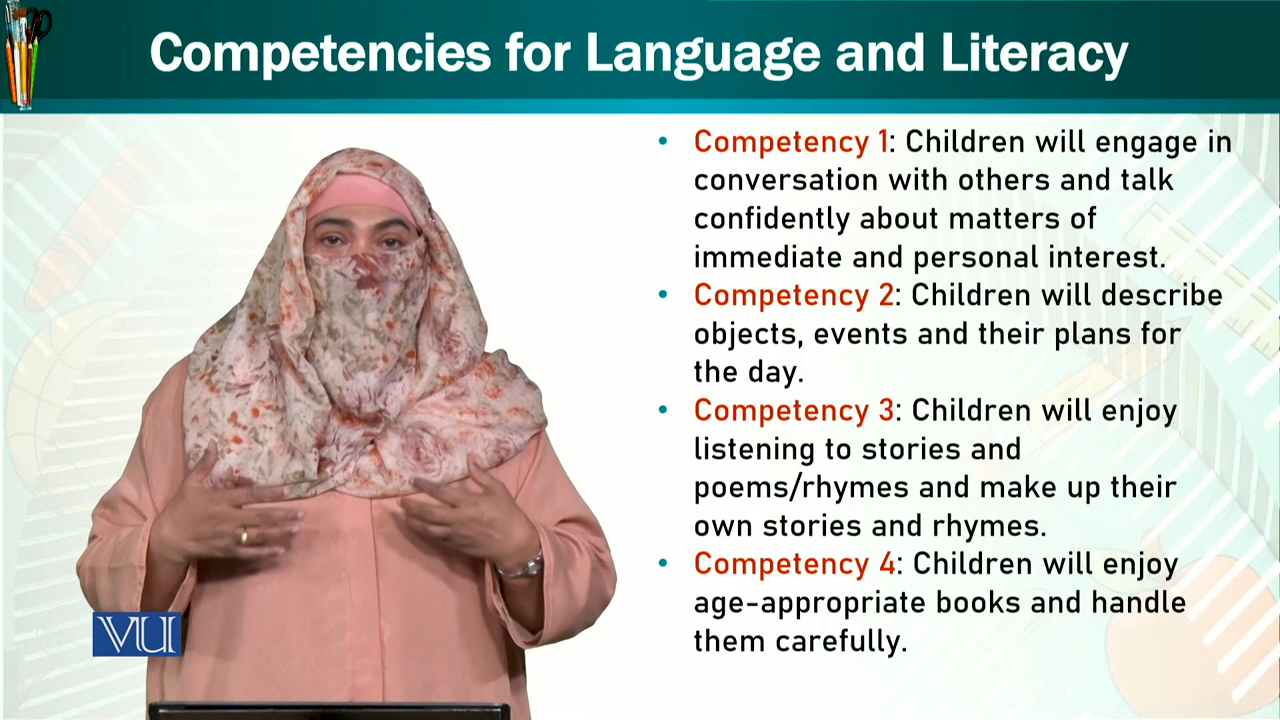 Competencies for Language and Literacy
• Competency 1: Children will engage in
conversation with others and talk
confidently about matters of
immediate and personal interest.
• Competency 2: Children will describe
objects, events and their plans for
the day.
• Competency 3: Children will enjoy
listening to stories and
poems/rhymes and make up their
own stories and rhymes.
• Competency 4: Children will enjoy
age-appropriate books and handle
them carefully.
VU